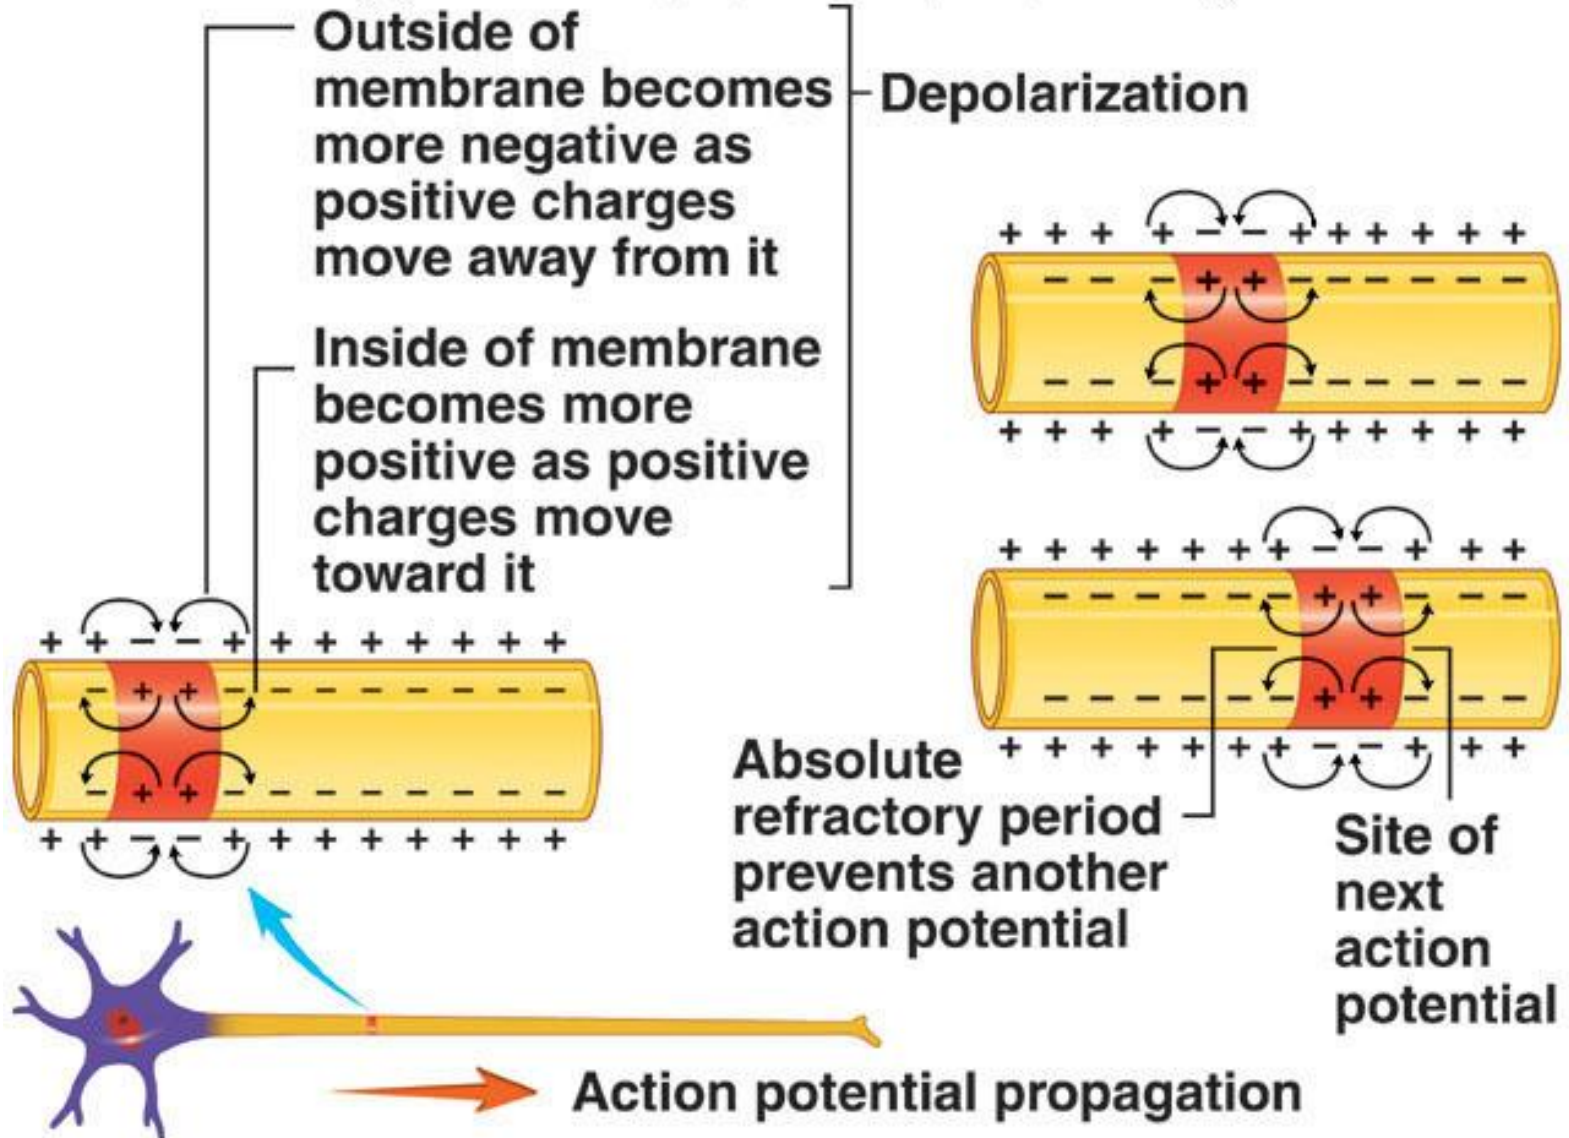 Outside of
membrane becomes
more negative as
positive charges
move away from it
Depolarization
Inside of membrane
becomes more
positive as positive
charges move
toward it
+ + − − + + + + + + + +
− + + − − − − − − − −
− + + − − − − − − − −
+ + − − + + + + + + + +
+ + + + − − + + + + + +
− − − + + − − − − − −
− − − + + − − − − − −
+ + + + − − + + + + + +
+ + + + + + + − − + + +
− − − − − − + + − − −
− − − − − − + + − − −
+ + + + + + + − − + + +
Absolute
refractory period
prevents another
action potential
Site of
next
action
potential
Action potential propagation